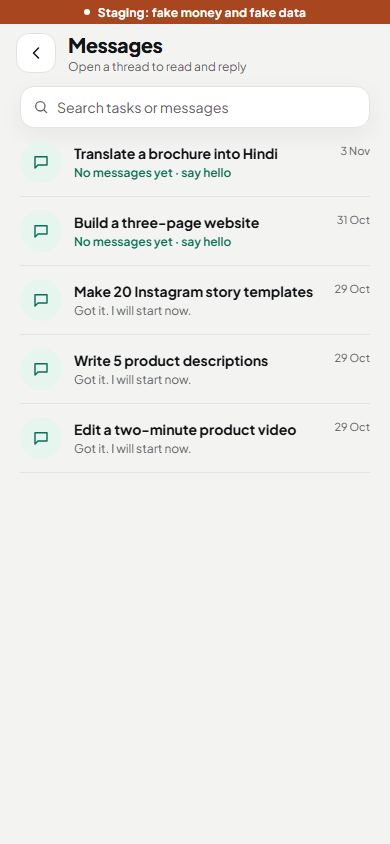 Staging: fake money and fake data
Messages
Open a thread to read and reply
Search tasks or messages
Translate a brochure into Hindi
3 Nov
No messages yet · say hello
Build a three-page website
31 Oct
No messages yet · say hello
Make 20 Instagram story templates
29 Oct
Got it. I will start now.
Write 5 product descriptions
29 Oct
Got it. I will start now.
Edit a two-minute product video
29 Oct
Got it. I will start now.